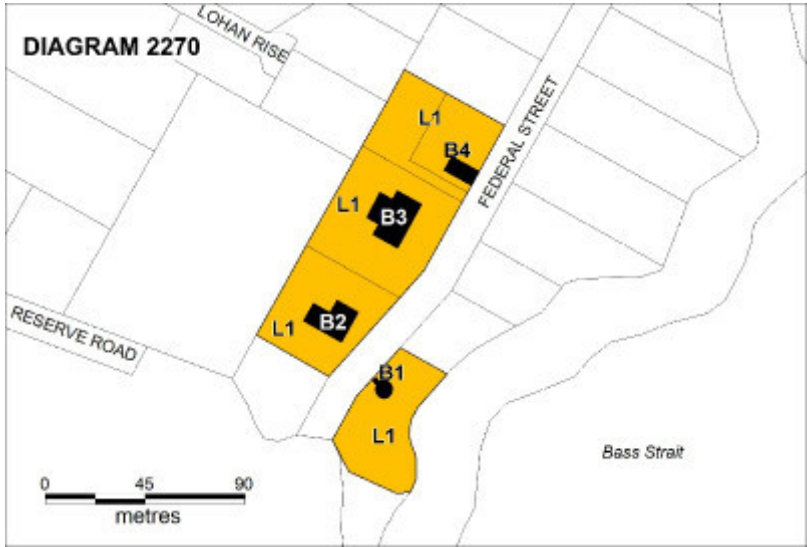 LOHAN RISE
DIAGRAM 2270
FEDERAL STREET
L1
B4
L1
B3
L1
B2
RESERVE ROAD
B1
L1
Bass Strait
0 45 90
metres